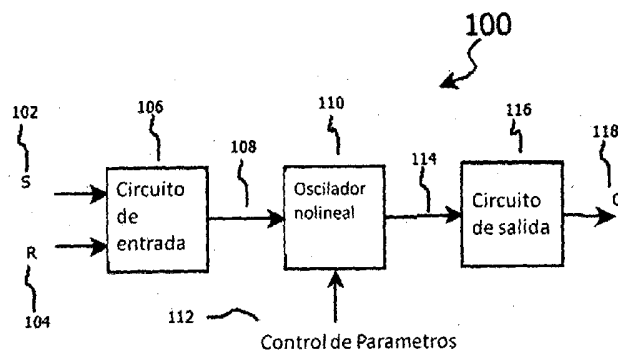 100
102
106
110
116
118
S
108
114
Circuito
de
entrada
Oscilador
nolineal
Circuito
de salida
R
104
112
Control de Parametros